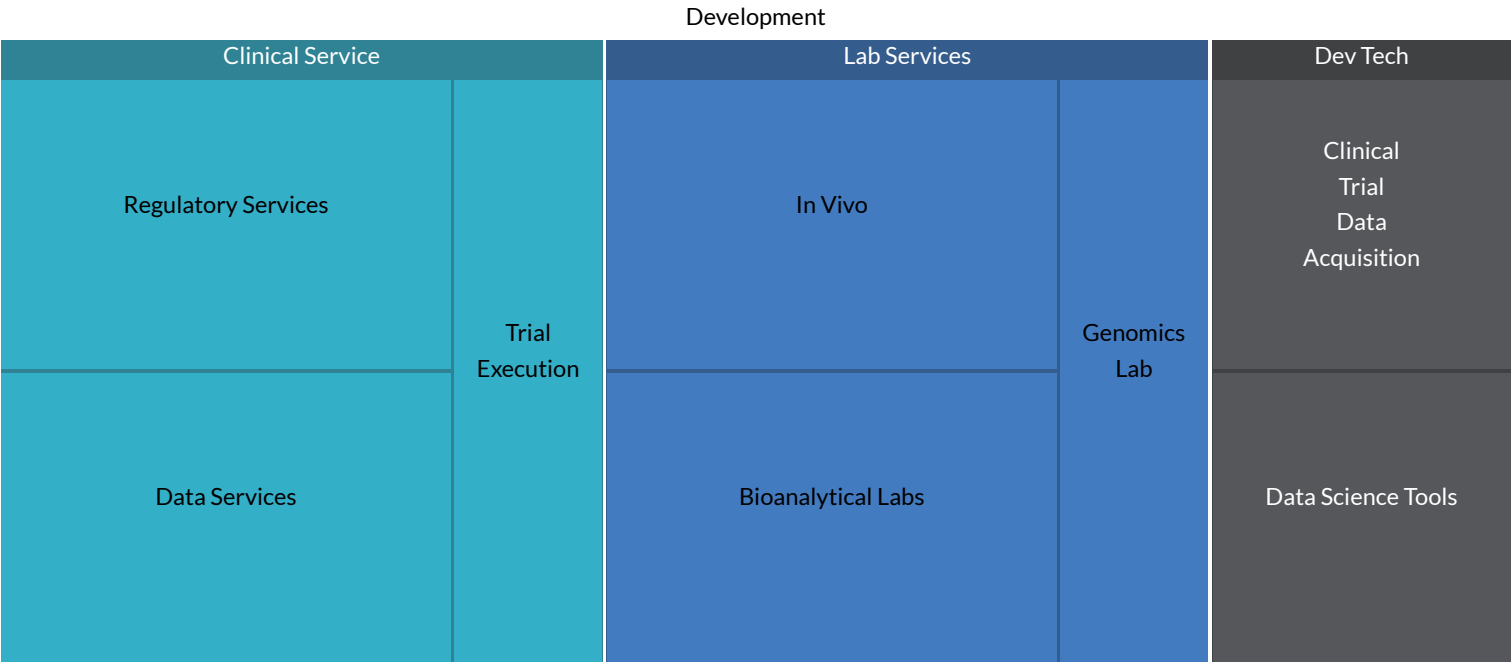 Development
Clinical Service
Regulatory Services
Data Services
Trial
Execution
Lab Services
In Vivo
Bioanalytical Labs
Genomics
Lab
Dev Tech
Clinical
Trial
Data
Acquisition
Data Science Tools